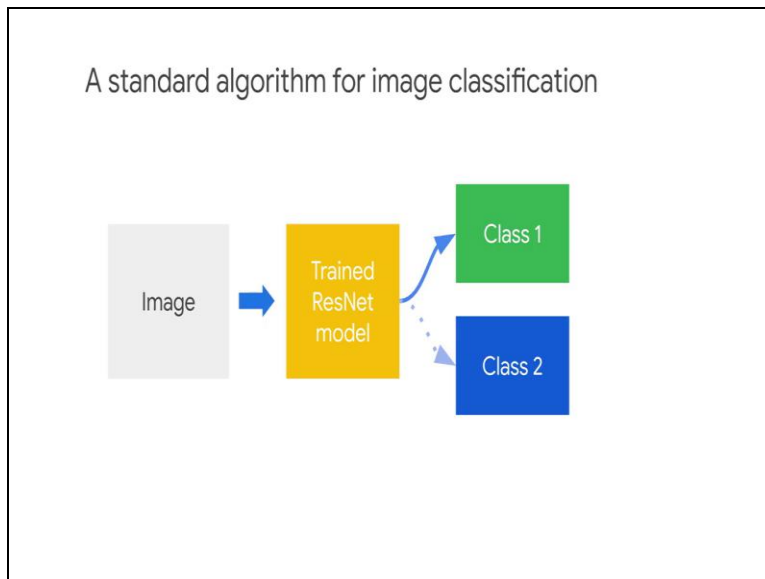 A standard algorithm for image classification
Image
Trained
ResNet
model
Class 1
Class 2